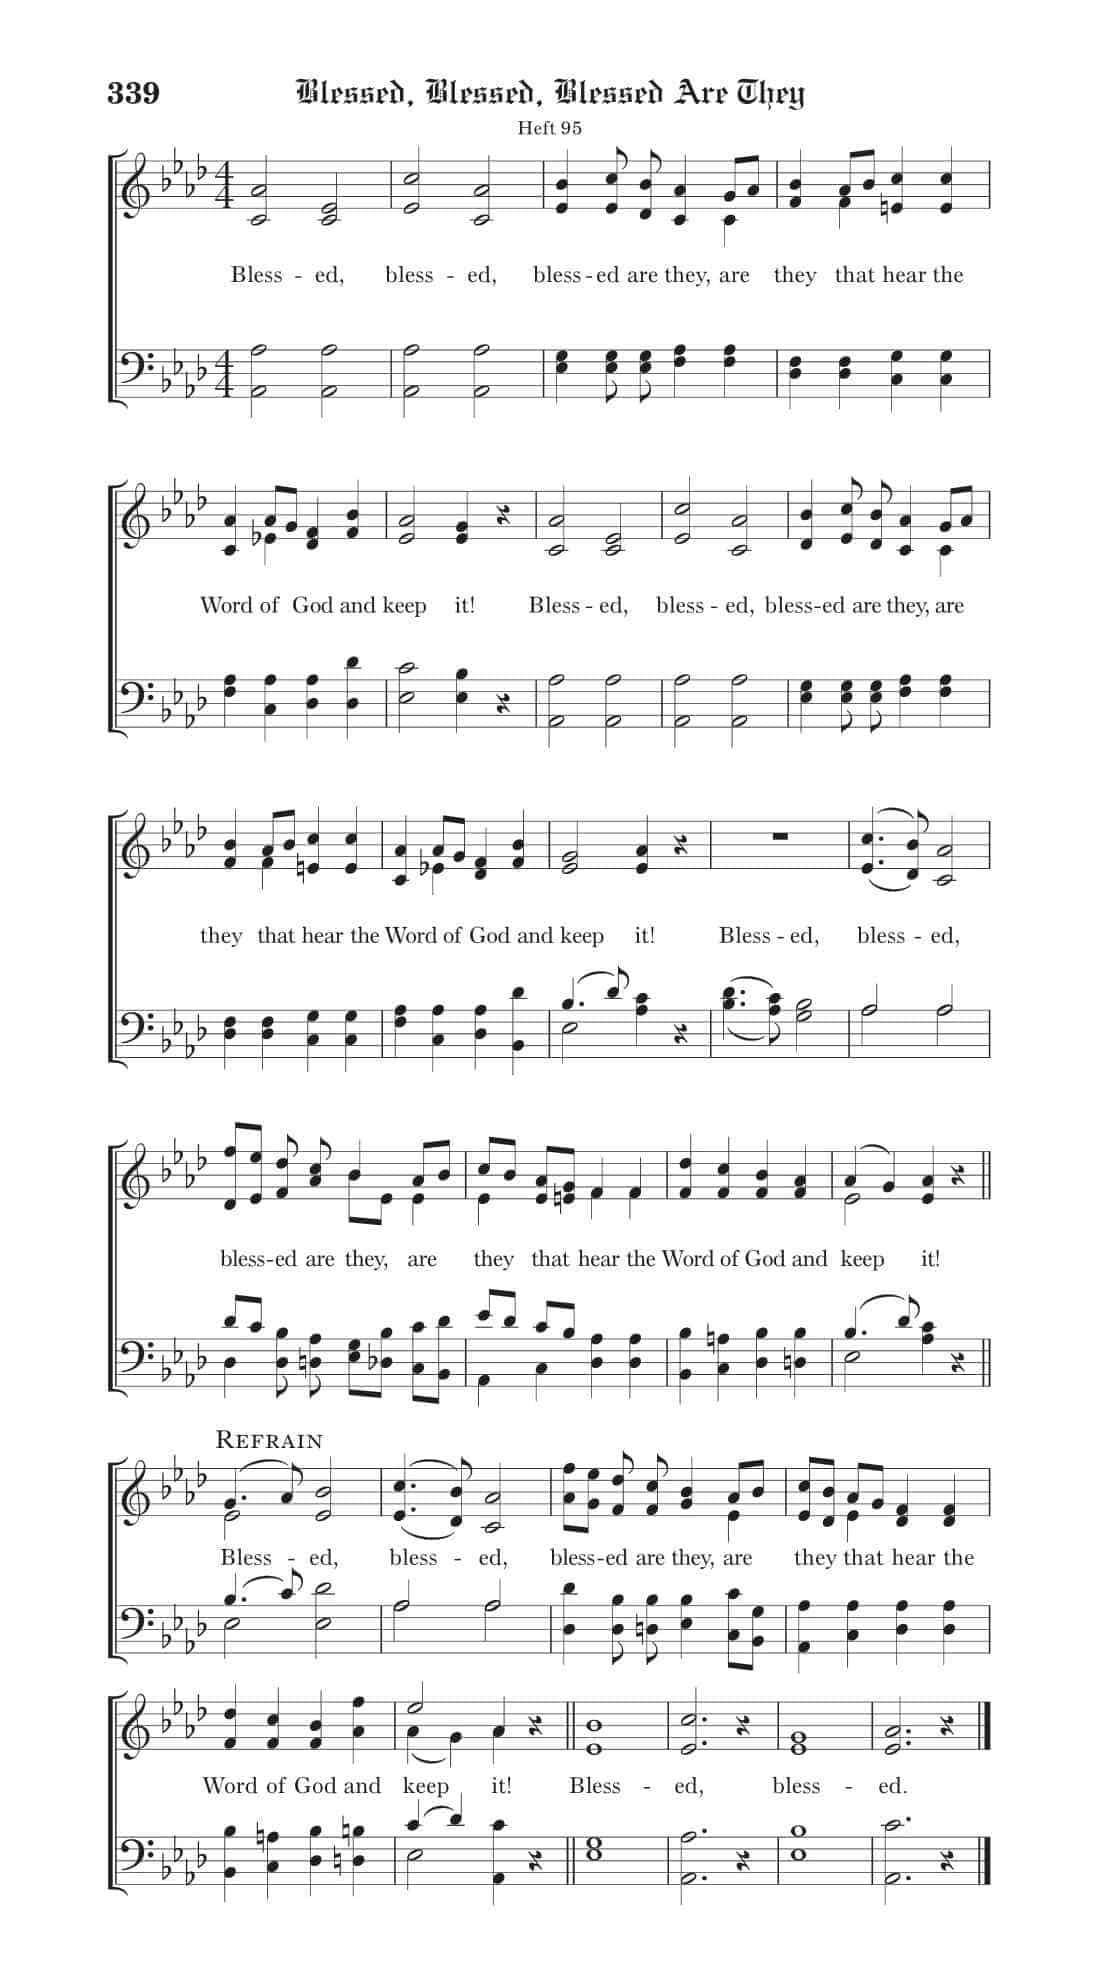 339 Blessed, Blessed, Blessed Are They
Heft 95
4 4
Bless - ed, bless - ed, bless - ed are they, are they that hear the
4 4
Word of God and keep it! Bless - ed, bless - ed, bless-ed are they, are
they that hear the Word of God and keep it! Bless - ed, bless - ed,
bless-ed are they, are they that hear the Word of God and keep it!
REFRAIN
Bless - ed, bless - ed, bless-ed are they, are they that hear the
Word of God and keep it! Bless - ed, bless - ed.